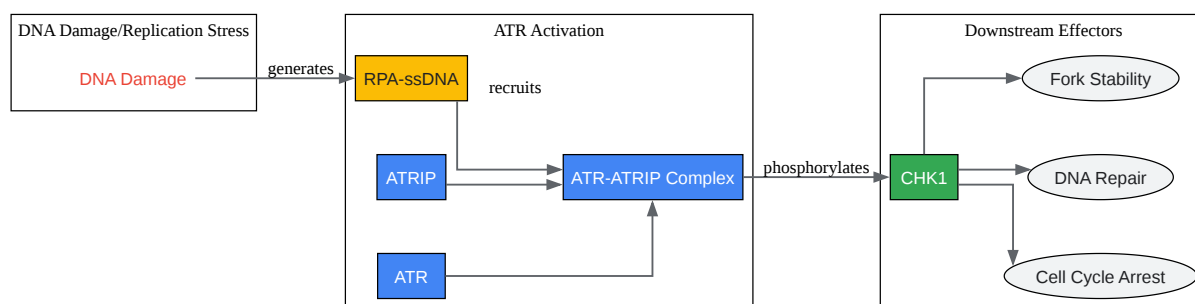 DNA Damage/Replication Stress
DNA Damage
generates
ATR Activation
RPA-ssDNA
recruits
ATRIP
ATR-ATRIP Complex
ATR
phosphorylates
Downstream Effectors
CHK1
Fork Stability
DNA Repair
Cell Cycle Arrest